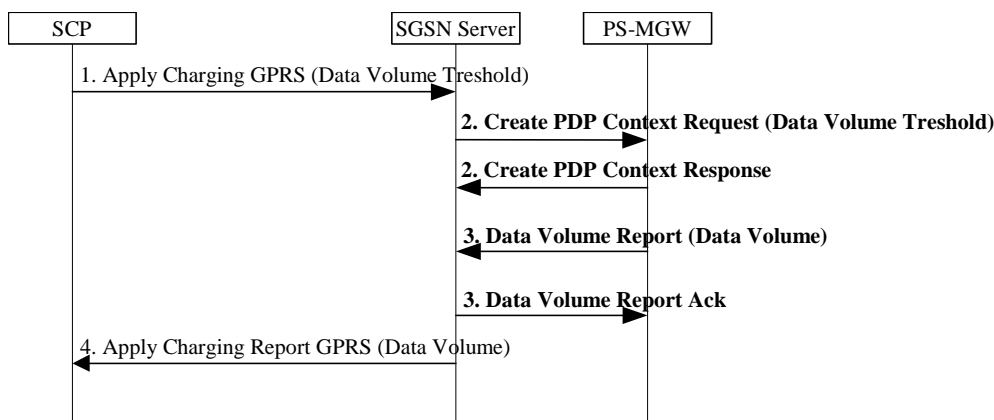 SCP
SGSN Server
PS-MGW
1. Apply Charging GPRS (Data Volume Treshold)
2. Create PDP Context Request (Data Volume Treshold)
2. Create PDP Context Response
3. Data Volume Report (Data Volume)
3. Data Volume Report Ack
4. Apply Charging Report GPRS (Data Volume)